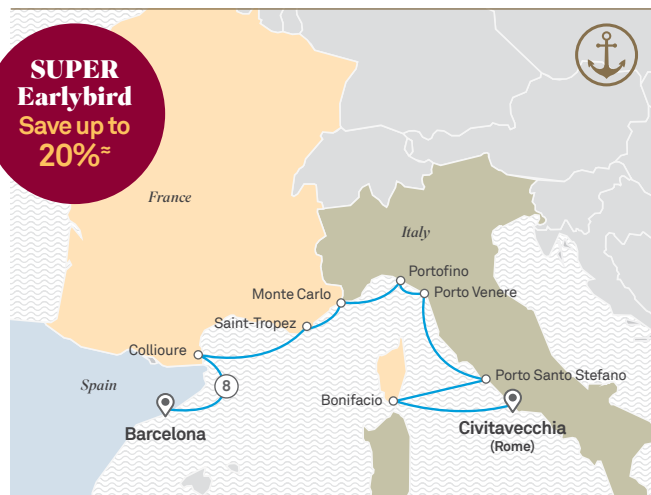 SUPER
Earlybird
Save up to
20%≈
France
Italy
Portofino
Monte Carlo
Porto Venere
Saint-Tropez
Collioure
Spain
8
Porto Santo Stefano
Bonifacio
Barcelona
Civitavecchia
(Rome)